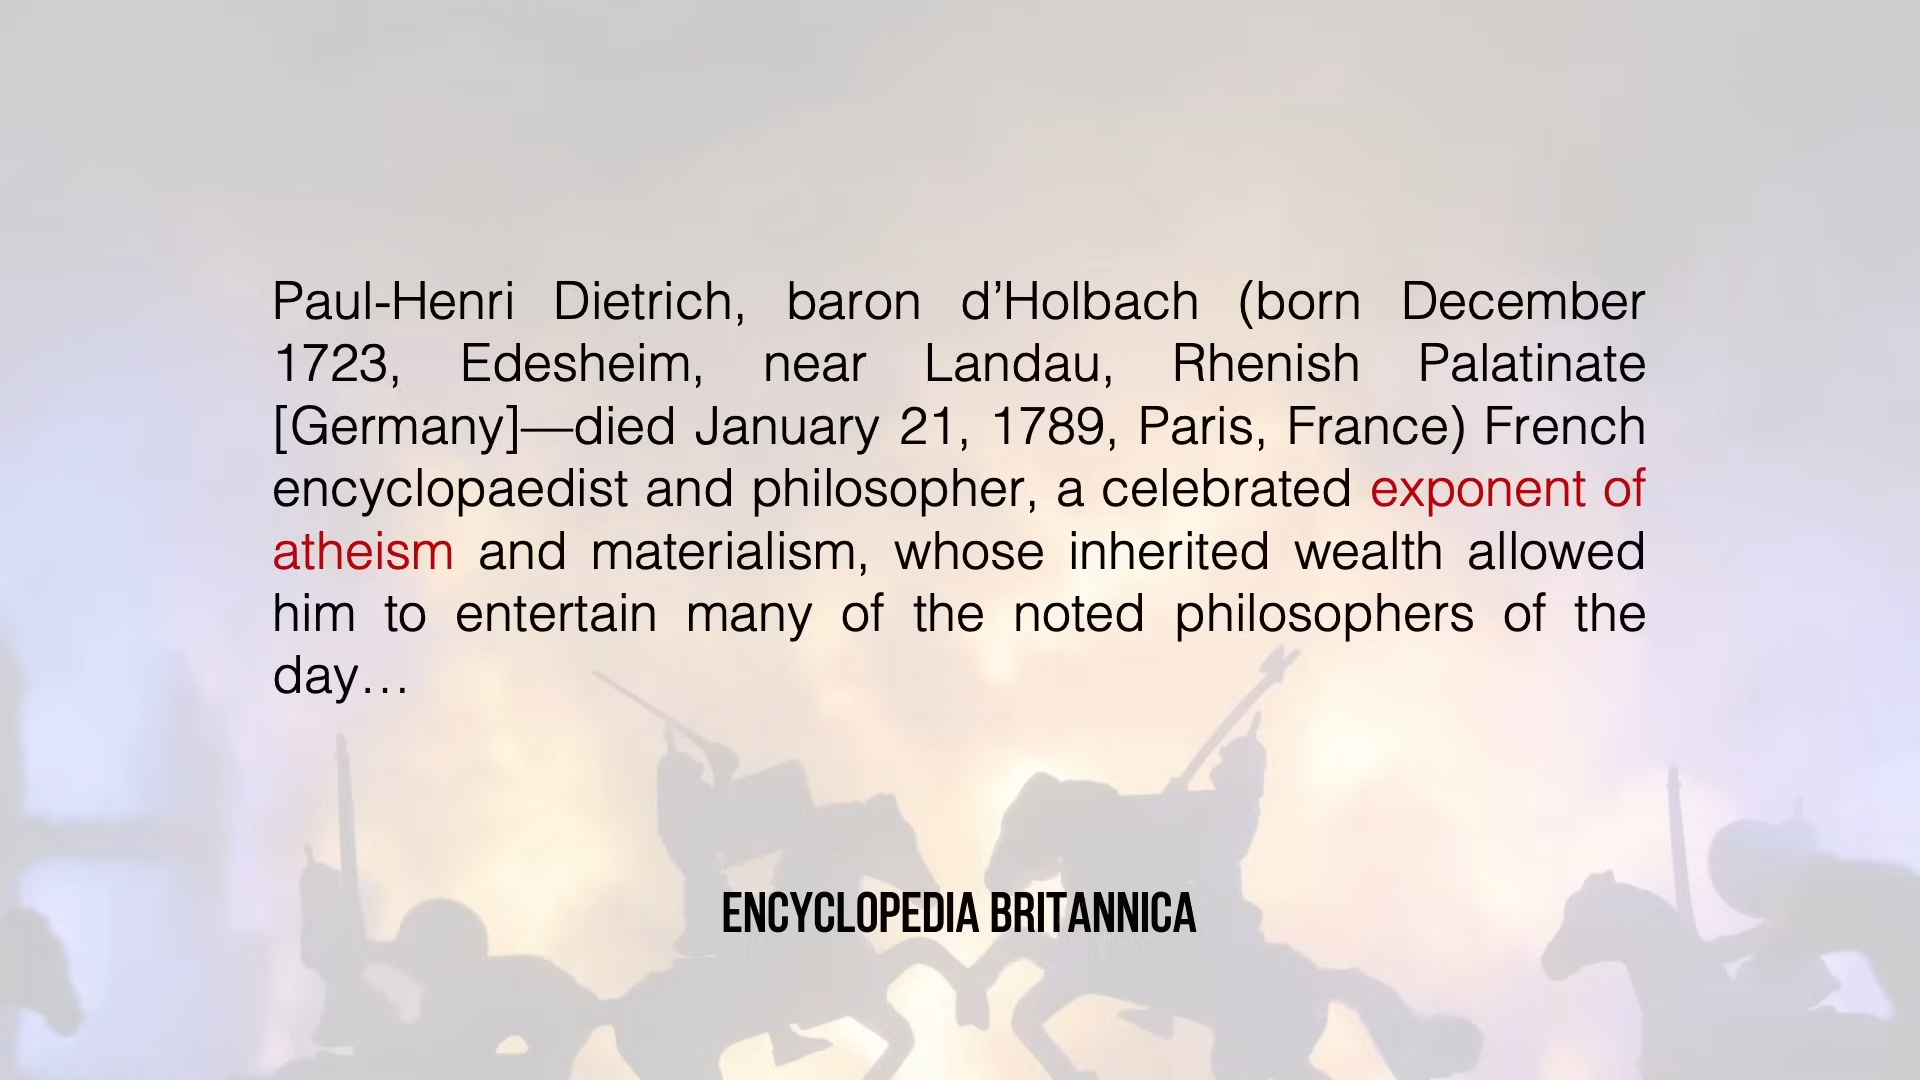 Paul-Henri Dietrich, baron d’Holbach (born December
1723, Edesheim, near Landau, Rhenish Palatinate
[Germany]—died January 21, 1789, Paris, France) French
encyclopaedist and philosopher, a celebrated exponent of
atheism and materialism, whose inherited wealth allowed
him to entertain many of the noted philosophers of the
day…
ENCYCLOPEDIA BRITANNICA